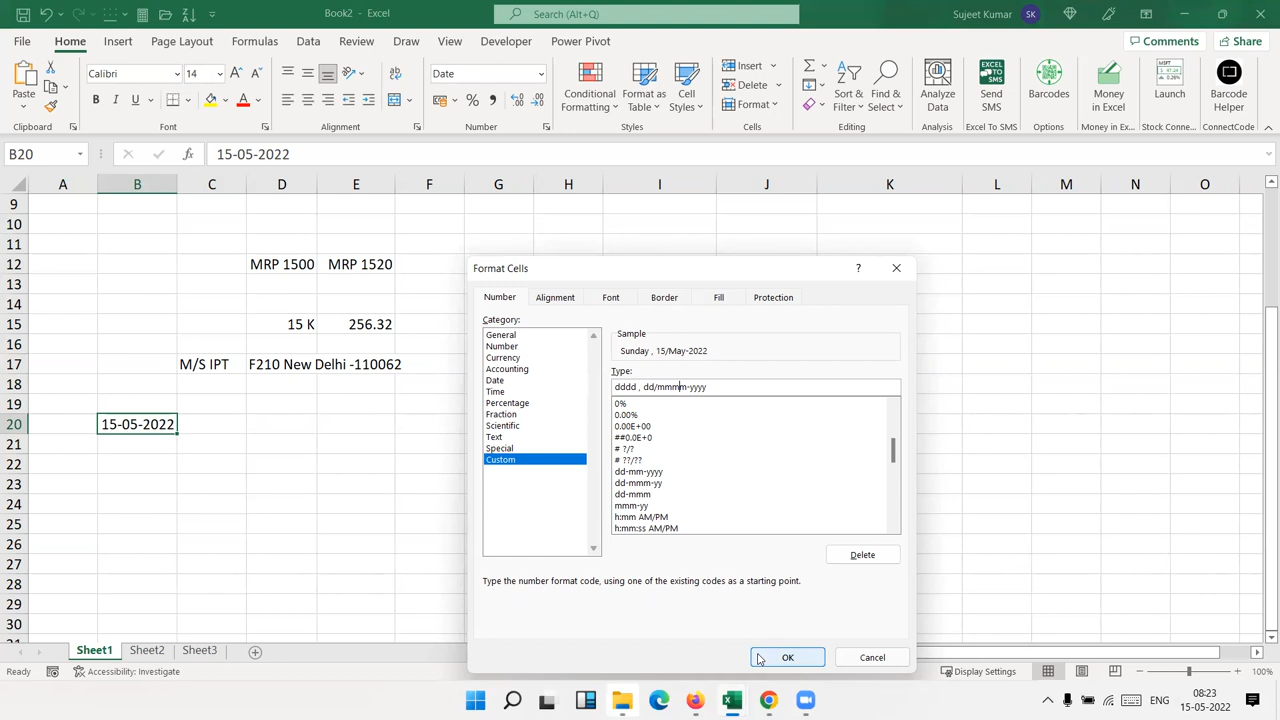 Book2 - Excel
Search (Alt+Q)
Sujeet Kumar
SK
File Home Insert Page Layout Formulas Data Review View Draw Developer Power Pivot
Comments
Share
Paste
Calibri
14
B I U
Date
Conditional Formatting
Format as Table
Cell Styles
Insert
Delete
Format
Sort & Filter
Find & Select
Analyze Data
Send SMS
Barcodes
Money in Excel
Launch
Barcode Helper
Clipboard
Font
Alignment
Number
Styles
Cells
Editing
Analysis
Excel To SMS
Options
Money in Ex...
Stock Connec...
ConnectCode
B20
fx
15-05-2022
A B C D E F G H I J K L M N O
9
10
11
12 MRP 1500 MRP 1520
13
14
15 15 K 256.32
16
17 M/S IPT F210 New Delhi -110062
18
19
20 15-05-2022
21
22
23
24
25
26
27
28
29
30
Format Cells
?
Number Alignment Font Border Fill Protection
Category:
General
Number
Currency
Accounting
Date
Time
Percentage
Fraction
Scientific
Text
Special
Custom
Sample
Sunday , 15/May-2022
Type:
dddd , dd/mmmm-yyyy
0%
0.00%
0.00E+00
##0.0E+0
# ?/?
# ??/??
dd-mm-yyyy
dd-mmm-yy
dd-mmm
mmm-yy
h:mm AM/PM
h:mm:ss AM/PM
Delete
Type the number format code, using one of the existing codes as a starting point.
OK
Cancel
Sheet1 Sheet2 Sheet3
Ready
Accessibility: Investigate
Display Settings
100%
ENG
08:23
15-05-2022